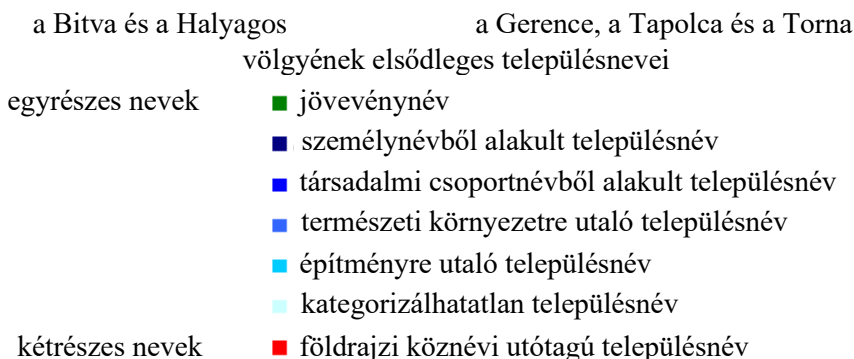 a Bitva és a Halyagos a Gerence, a Tapolca és a Torna
völgyének elsődleges településnevei
egyrészes nevek jövevénynév
személynévből alakult településnév
társadalmi csoportnévből alakult településnév
természeti környezetre utaló településnév
építményre utaló településnév
kategorizálhatatlan településnév
kétrészes nevek földrajzi köznévi utótagú településnév